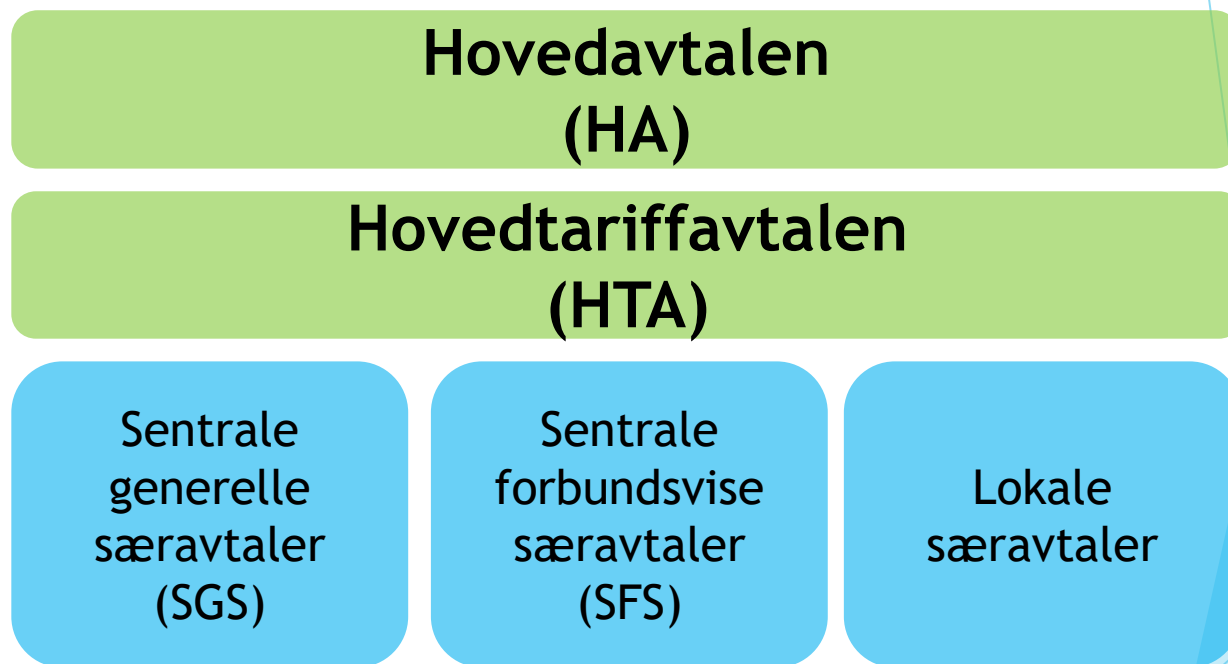 Hovedavtalen
(HA)
Hovedtariffavtalen
(HTA)
Sentrale
generelle
særavtaler
(SGS)
Sentrale
forbundsvise
særavtaler
(SFS)
Lokale
særavtaler